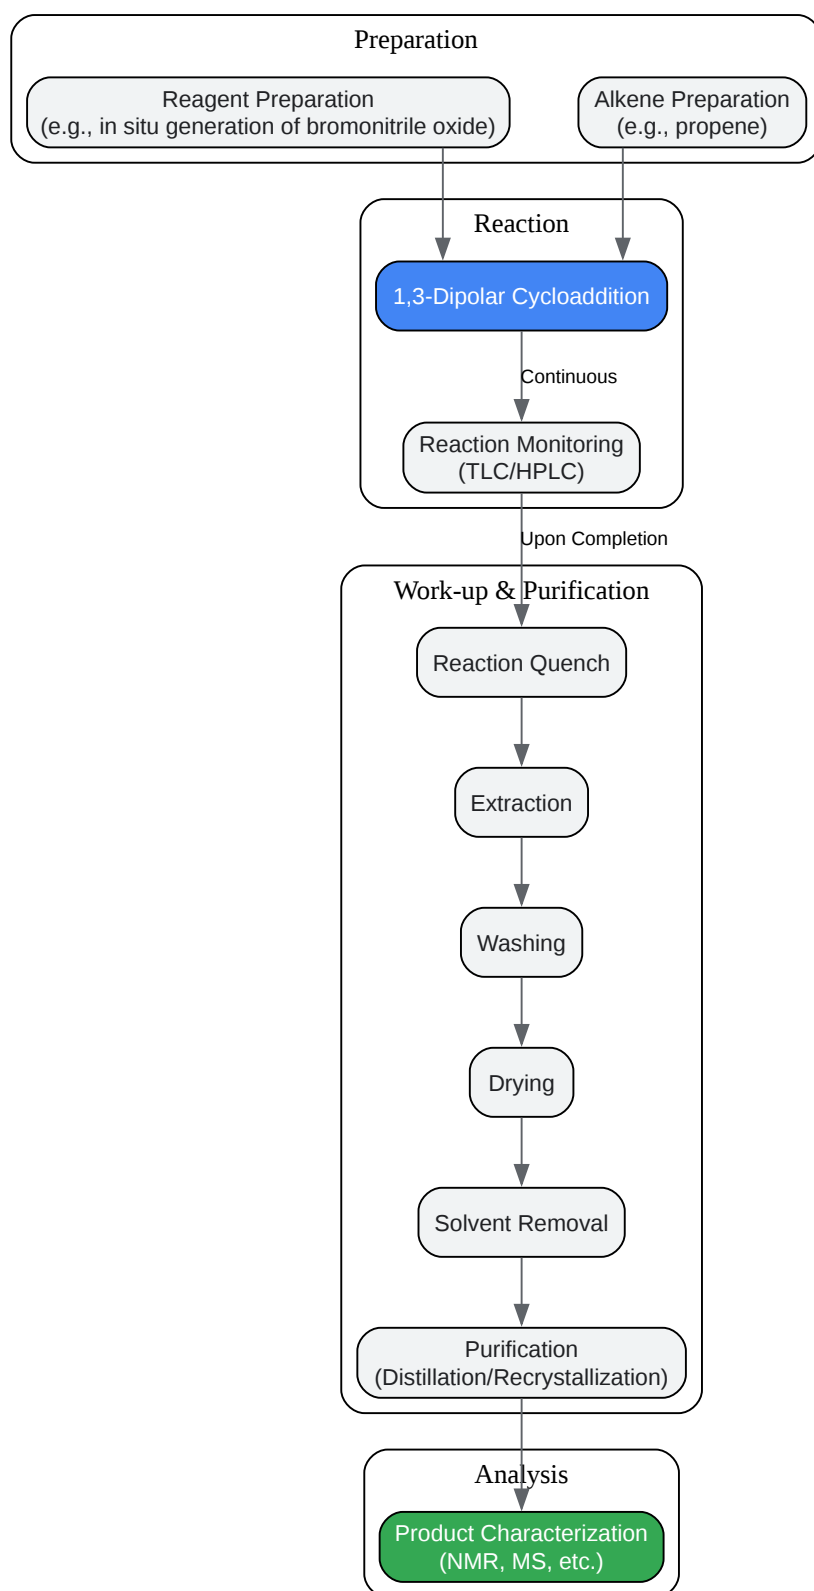 Preparation
Reagent Preparation
(e.g., in situ generation of bromonitrile oxide)
Alkene Preparation
(e.g., propene)
Reaction
1,3-Dipolar Cycloaddition
Continuous
Reaction Monitoring
(TLC/HPLC)
Upon Completion
Work-up & Purification
Reaction Quench
Extraction
Washing
Drying
Solvent Removal
Purification
(Distillation/Recrystallization)
Analysis
Product Characterization
(NMR, MS, etc.)